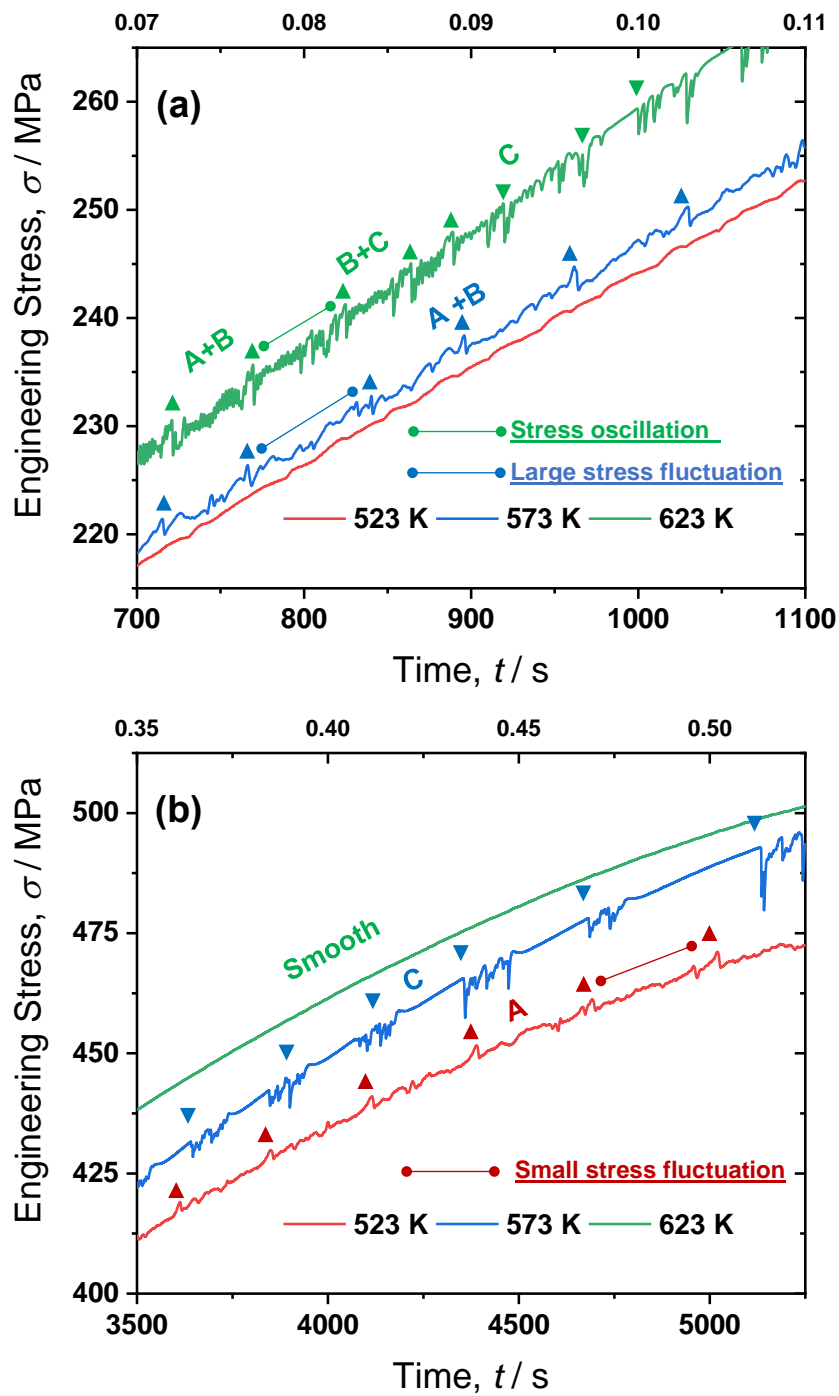 0.07 0.08 0.09 0.10 0.11
(a)
260
250
240
230
220
Engineering Stress, σ / MPa
C
B+C
A+B
A +B
Stress oscillation
Large stress fluctuation
523 K 573 K 623 K
700 800 900 1000 1100
Time, t / s
0.35 0.40 0.45 0.50
(b)
500
475
450
425
400
Engineering Stress, σ / MPa
Smooth
C
A
Small stress fluctuation
523 K 573 K 623 K
3500 4000 4500 5000
Time, t / s